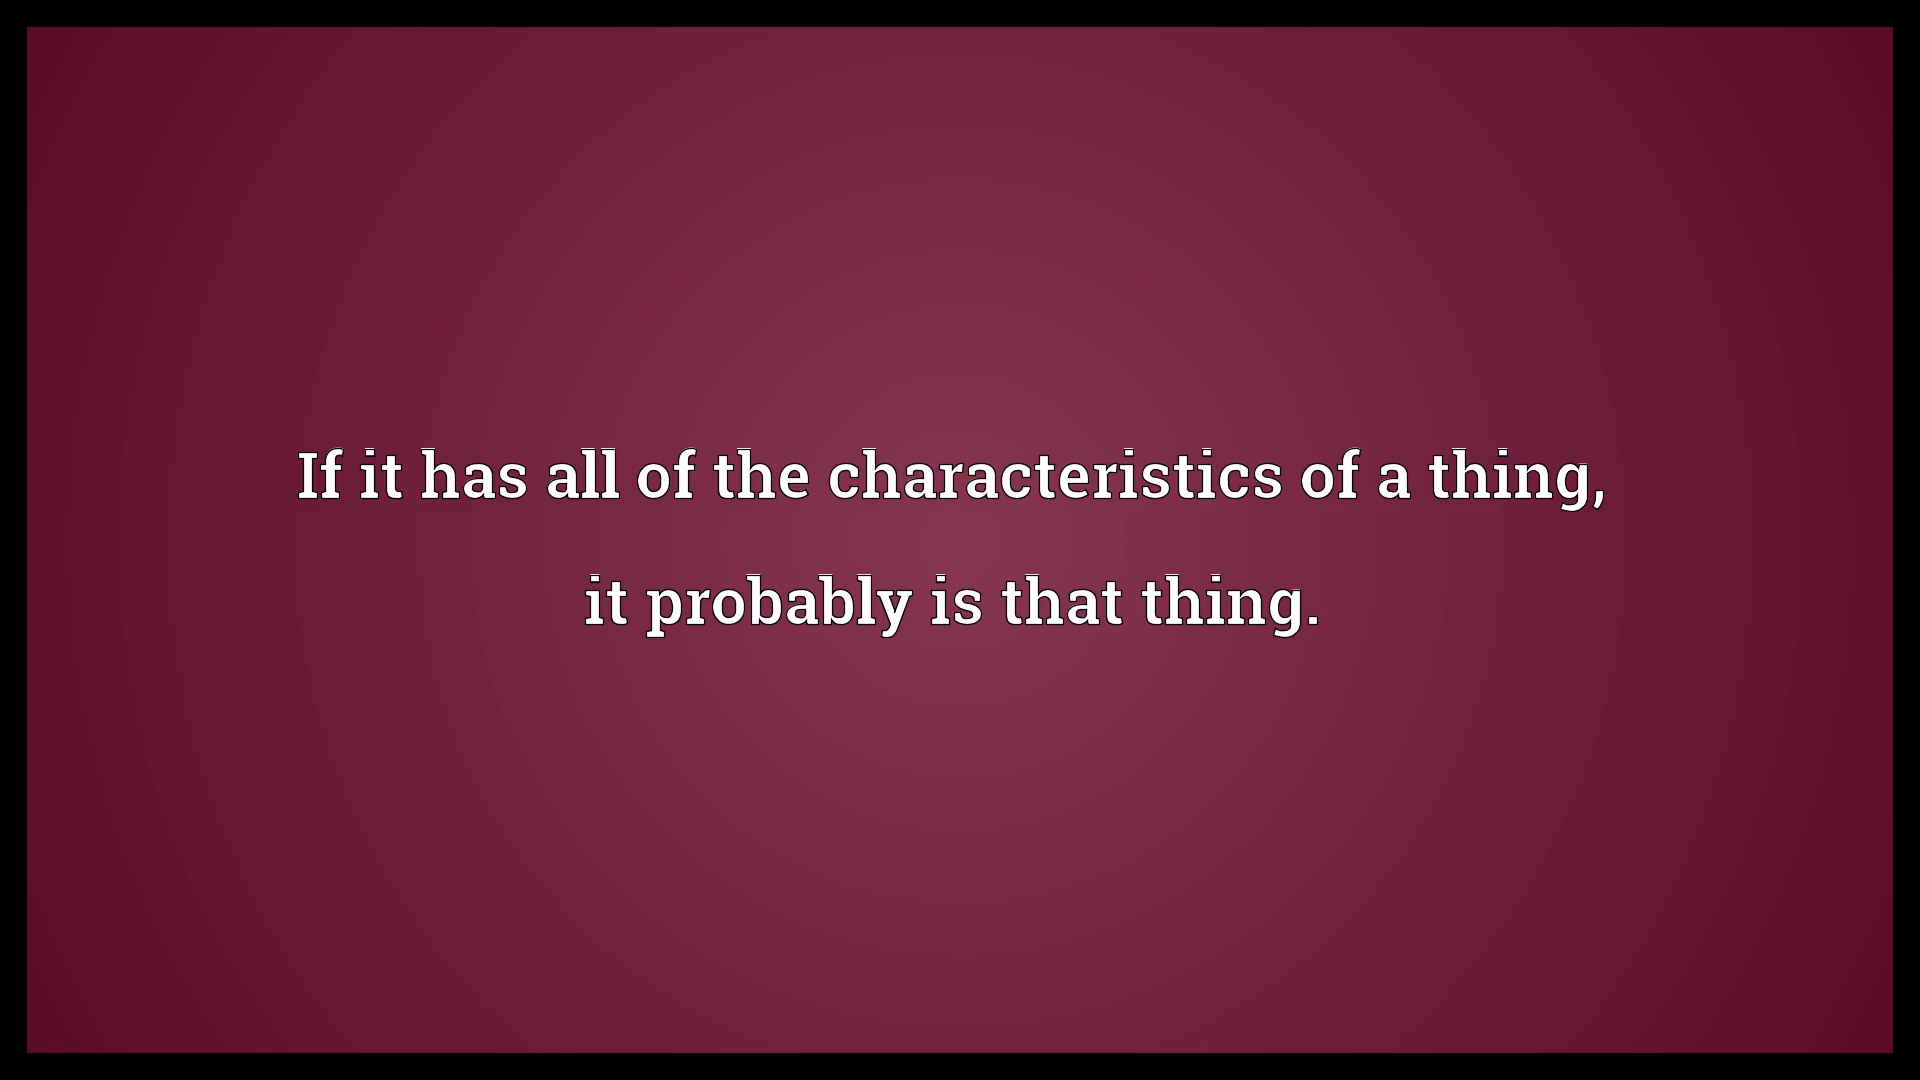 If it has all of the characteristics of a thing,
it probably is that thing.